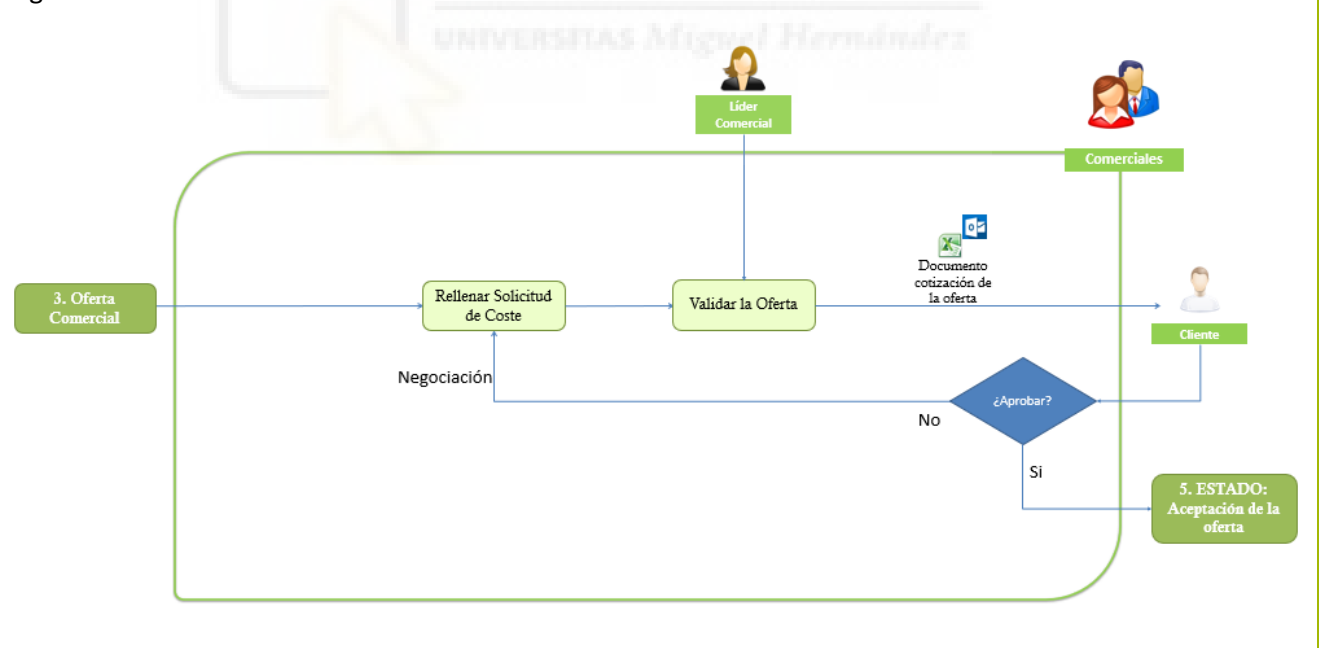 UNIVERSITAS Miguel Hernández
Líder
Comercial
Comerciales
Documento
cotización de
la oferta
3. Oferta
Comercial
Rellenar Solicitud
de Coste
Validar la Oferta
Cliente
Negociación
¿Aprobar?
No
Si
5. ESTADO:
Aceptación de la
oferta